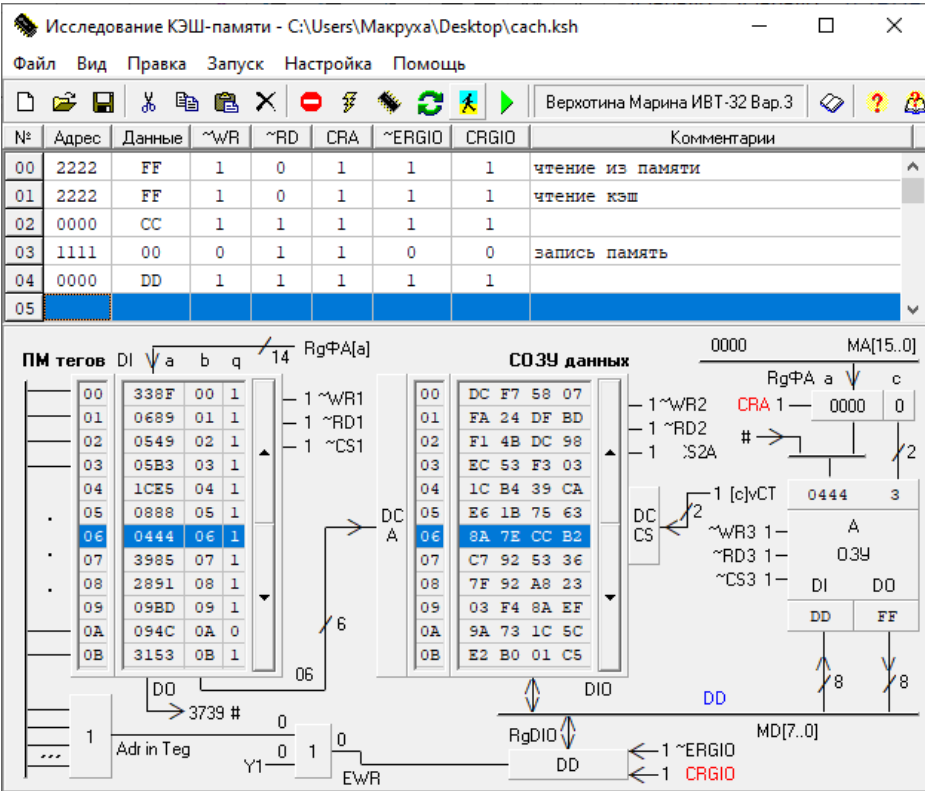 Исследование КЭШ-памяти - C:\Users\Макруха\Desktop\cach.ksh
Файл Вид Правка Запуск Настройка Помощь
Верхотина Марина ИВТ-32 Вар.3
№ Адрес Данные ~WR ~RD CRA ~ERGIO CRGIO Комментарии
00 2222 FF 1 0 1 1 1 чтение из памяти
01 2222 FF 1 0 1 1 1 чтение кэш
02 0000 CC 1 1 1 1 1
03 1111 00 0 1 1 0 0 запись память
04 0000 DD 1 1 1 1 1
05
ПМ тегов DI a b q 14 RgФА[a] СОЗУ данных 0000 MA[15..0]
RgФА a c
00 338F 00 1 1 ~WR1 00 DC F7 58 07 1 ~WR2 CRA 1 0000 0
01 0689 01 1 1 ~RD1 01 FA 24 DF BD 1 ~RD2
02 0549 02 1 1 ~CS1 02 F1 4B DC 98 1 :S2A # 2
03 05B3 03 1 03 EC 53 F3 03
04 1CE5 04 1 04 1C B4 39 CA 1 [c]vCT 0444 3
05 0888 05 1 DC A 05 E6 1B 75 63 DC CS 2
06 0444 06 1 06 8A 7E CC B2 ~WR3 1 A
07 3985 07 1 07 C7 92 53 36 ~RD3 1 ОЗУ
08 2891 08 1 08 7F 92 A8 23 ~CS3 1 DI DO
09 09BD 09 1 09 03 F4 8A EF DD FF
0A 094C 0A 0 6 0A 9A 73 1C 5C
0B 3153 0B 1 0B E2 B0 01 C5
06 DO DIO 8 8
3739 # DD
1 Adr in Teg 0 RgDIO MD[7..0]
Y1 0 1 0 1 ~ERGIO
... EWR DD 1 CRGIO